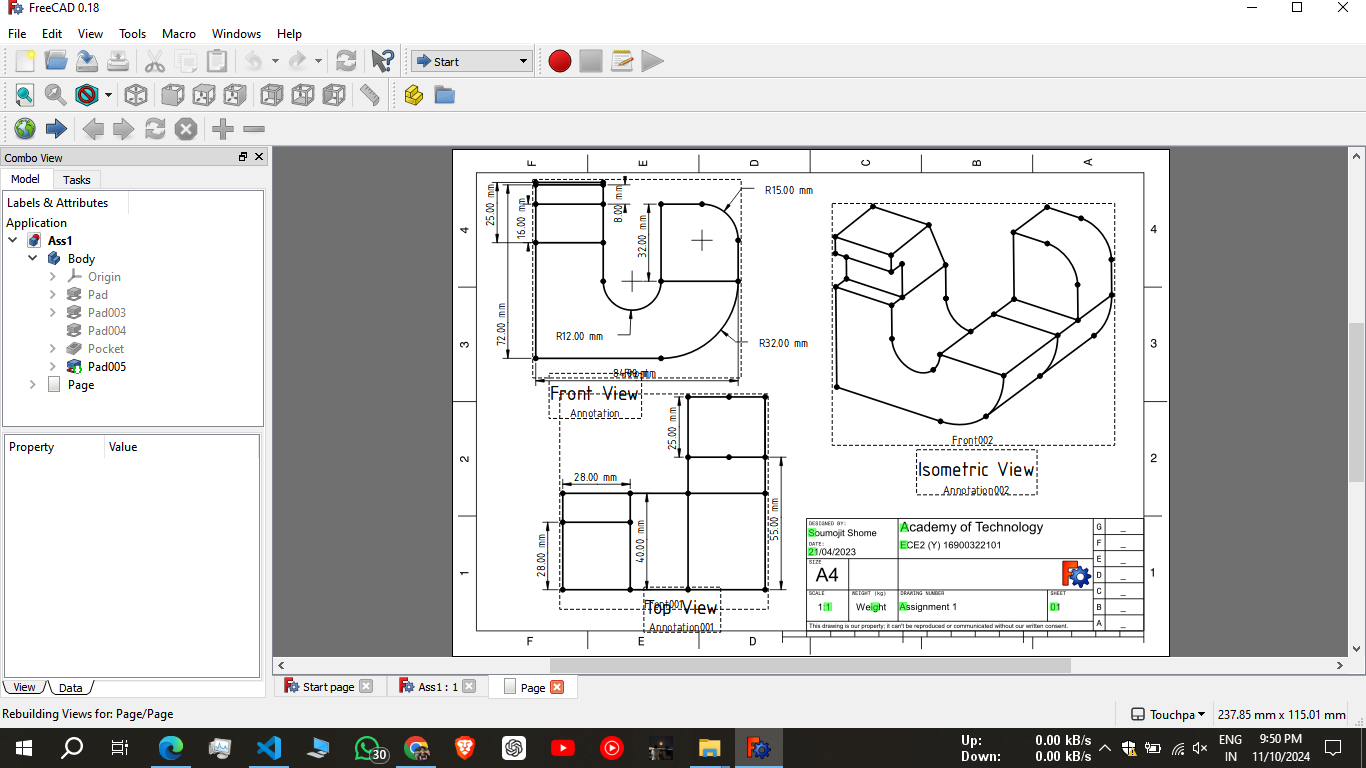 FreeCAD 0.18
File Edit View Tools Macro Windows Help
Start
Combo View
Model Tasks
Labels & Attributes
Application
Ass1
Body
Origin
Pad
Pad003
Pad004
Pocket
Pad005
Page
Property Value
View Data
F E D C B A
4
3
2
1
25.00 mm
16.00 mm
8.00 mm
32.00 mm
72.00 mm
R15.00 mm
R12.00 mm
R32.00 mm
Front View
Annotation
25.00 mm
28.00 mm
28.00 mm
40.00 mm
55.00 mm
Front001
Top View
Annotation001
Front002
Isometric View
Annotation002
4
3
2
1
F E D
DESIGNED BY:
Soumojit Shome
DATE:
21/04/2023
Academy of Technology
ECE2 (Y) 16900322101
SIZE
A4
SCALE
1:1
WEIGHT (kg)
Weight
DRAWING NUMBER
Assignment 1
SHEET
01
This drawing is our property; it can't be reproduced or communicated without our written consent.
G _
F _
E _
D _
C _
B _
A _
Start page Ass1 : 1 Page
Rebuilding Views for: Page/Page
Touchpa 237.85 mm x 115.01 mm
30
Up: 0.00 kB/s
Down: 0.00 kB/s
ENG
IN
9:50 PM
11/10/2024